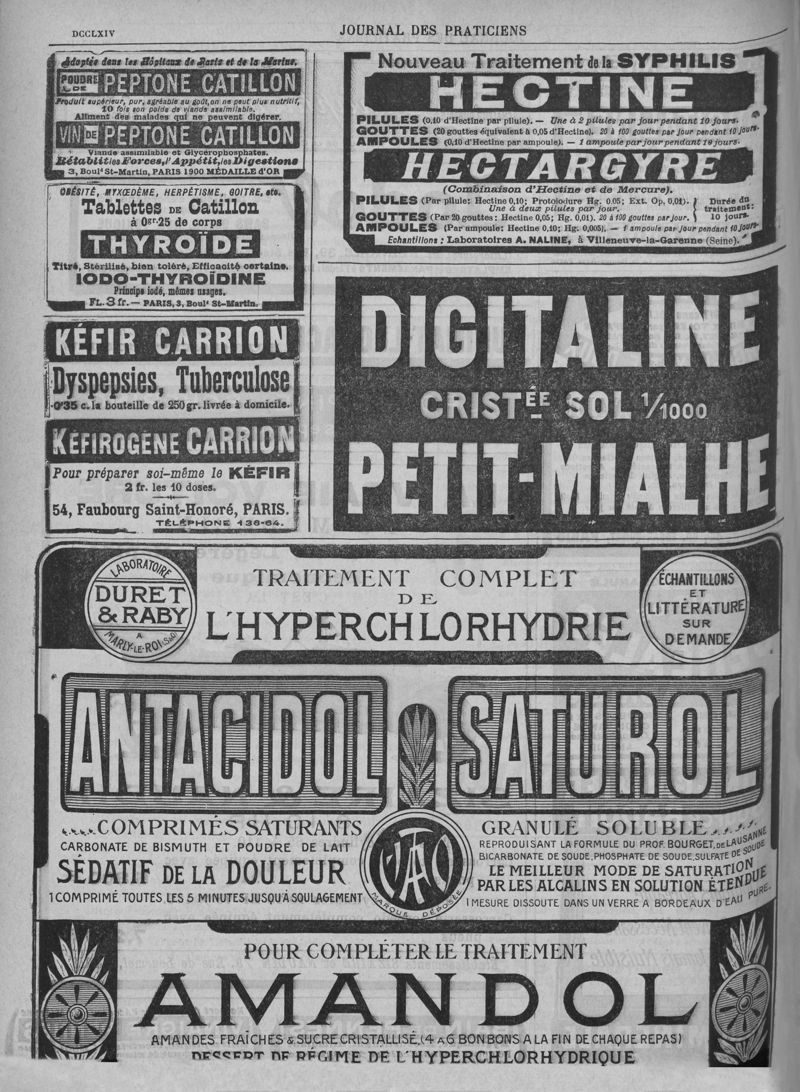 DCCLXIV
JOURNAL DES PRATICIENS
Adoptée dans les Hôpitaux de Paris et de la Marine.
POUDRE DE PEPTONE CATILLON
Produit supérieur, pur, agréable au goût, on ne peut plus nutritif,
10 fois son poids de viande assimilable.
Aliment des malades qui ne peuvent digérer.
VIN DE PEPTONE CATILLON
Viande assimilable et Glycérophosphates.
Rétablit les Forces, l'Appétit, les Digestions
3, Boulᵈ St-Martin, PARIS 1900 MÉDAILLE D'OR
OBÉSITÉ, MYXŒDÈME, HERPÉTISME, GOITRE, etc.
Tablettes DE Catillon
à 0gr.25 de corps
THYROÏDE
Titré, Stérilisé, bien toléré, Efficacité certaine.
IODO-THYROÏDINE
Principe iodé, mêmes usages.
FL. 3 fr. — PARIS, 3, Boulᵈ St-Martin.
KÉFIR CARRION
Dyspepsies, Tuberculose
0'35 c. la bouteille de 250 gr. livrée à domicile.
KÉFIROGÈNE CARRION
Pour préparer soi-même le KÉFIR
2 fr. les 10 doses.
54, Faubourg Saint-Honoré, PARIS.
TÉLÉPHONE 136-64.
Nouveau Traitement de la SYPHILIS
HECTINE
PILULES (0,10 d'Hectine par pilule). — Une à 2 pilules par jour pendant 10 jours.
GOUTTES (20 gouttes équivalent à 0,05 d'Hectine). 20 à 100 gouttes par jour pendant 10 jours.
AMPOULES (0,10 d'Hectine par ampoule). — 1 ampoule par jour pendant 10 jours.
HECTARGYRE
(Combinaison d'Hectine et de Mercure).
PILULES (Par pilule: Hectine 0,10; Protoiodure Hg. 0,05; Ext. Op. 0,01).
Une à deux pilules par jour.
GOUTTES (Par 20 gouttes: Hectine 0,05; Hg. 0,01). 20 à 100 gouttes par jour.
Durée du
traitement:
10 jours.
AMPOULES (Par ampoule: Hectine 0,10; Hg. 0,005). — 1 ampoule par jour pendant 10 jours.
Echantillons: Laboratoires A. NALINE, à Villeneuve-la-Garenne (Seine).
DIGITALINE
CRISTÉE SOL 1/1000
PETIT-MIALHE
LABORATOIRE
DURET
& RABY
A
MARLY-LE-ROI (S&O)
TRAITEMENT COMPLET
DE
L'HYPERCHLORHYDRIE
ÉCHANTILLONS
ET
LITTÉRATURE
SUR
DEMANDE
ANTACIDOL
SATUROL
COMPRIMÉS SATURANTS
CARBONATE DE BISMUTH ET POUDRE DE LAIT
SÉDATIF DE LA DOULEUR
1 COMPRIMÉ TOUTES LES 5 MINUTES JUSQU'À SOULAGEMENT
MARQUE DÉPOSÉE
GRANULÉ SOLUBLE
REPRODUISANT LA FORMULE DU PROF. BOURGET, DE LAUSANNE
BICARBONATE DE SOUDE, PHOSPHATE DE SOUDE, SULFATE DE SOUDE
LE MEILLEUR MODE DE SATURATION
PAR LES ALCALINS EN SOLUTION ÉTENDUE
1 MESURE DISSOUTE DANS UN VERRE À BORDEAUX D'EAU PURE.
POUR COMPLÉTER LE TRAITEMENT
AMANDOL
AMANDES FRAÎCHES & SUCRE CRISTALLISÉ, (4 À 6 BONBONS A LA FIN DE CHAQUE REPAS)
DESSERT DE RÉGIME DE L'HYPERCHLORHYDRIQUE